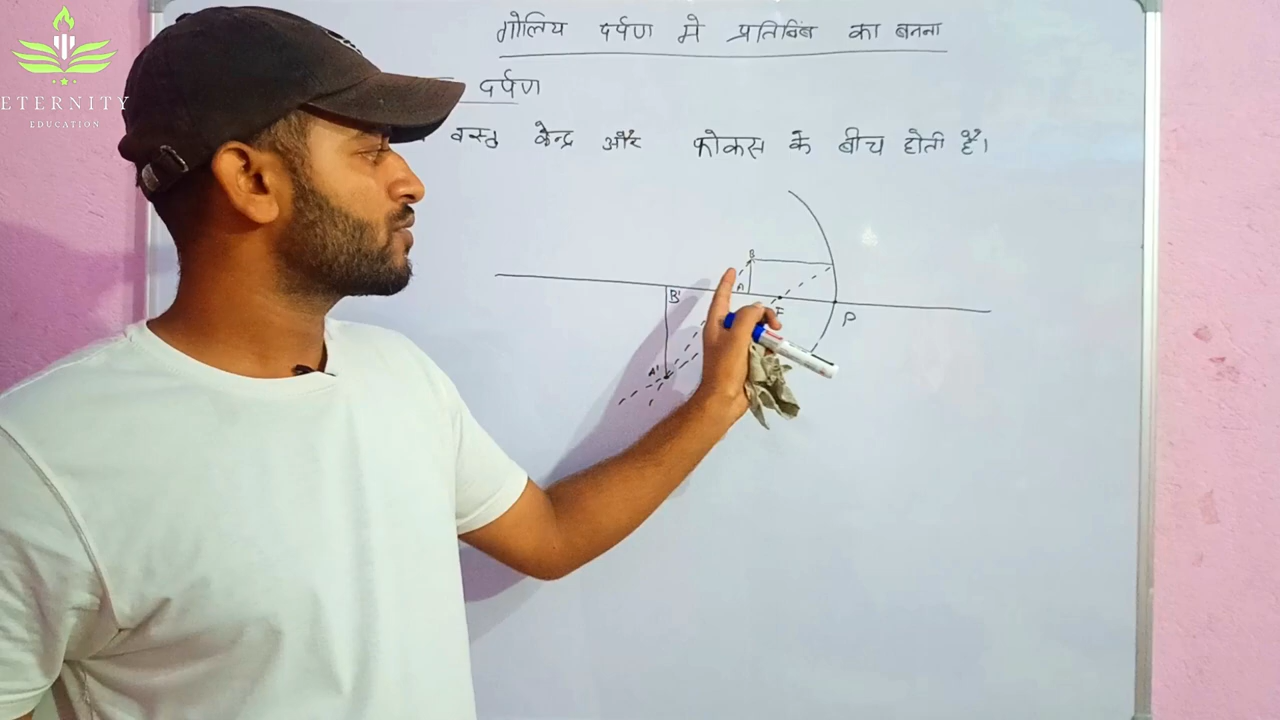 ETERNITY
EDUCATION
गोलिय दर्पण मे प्रतिबिंब का बनना
दर्पण
वस्तु केन्द्र और फोकस के बीच होती है।
B
A
F
P
B'
A'